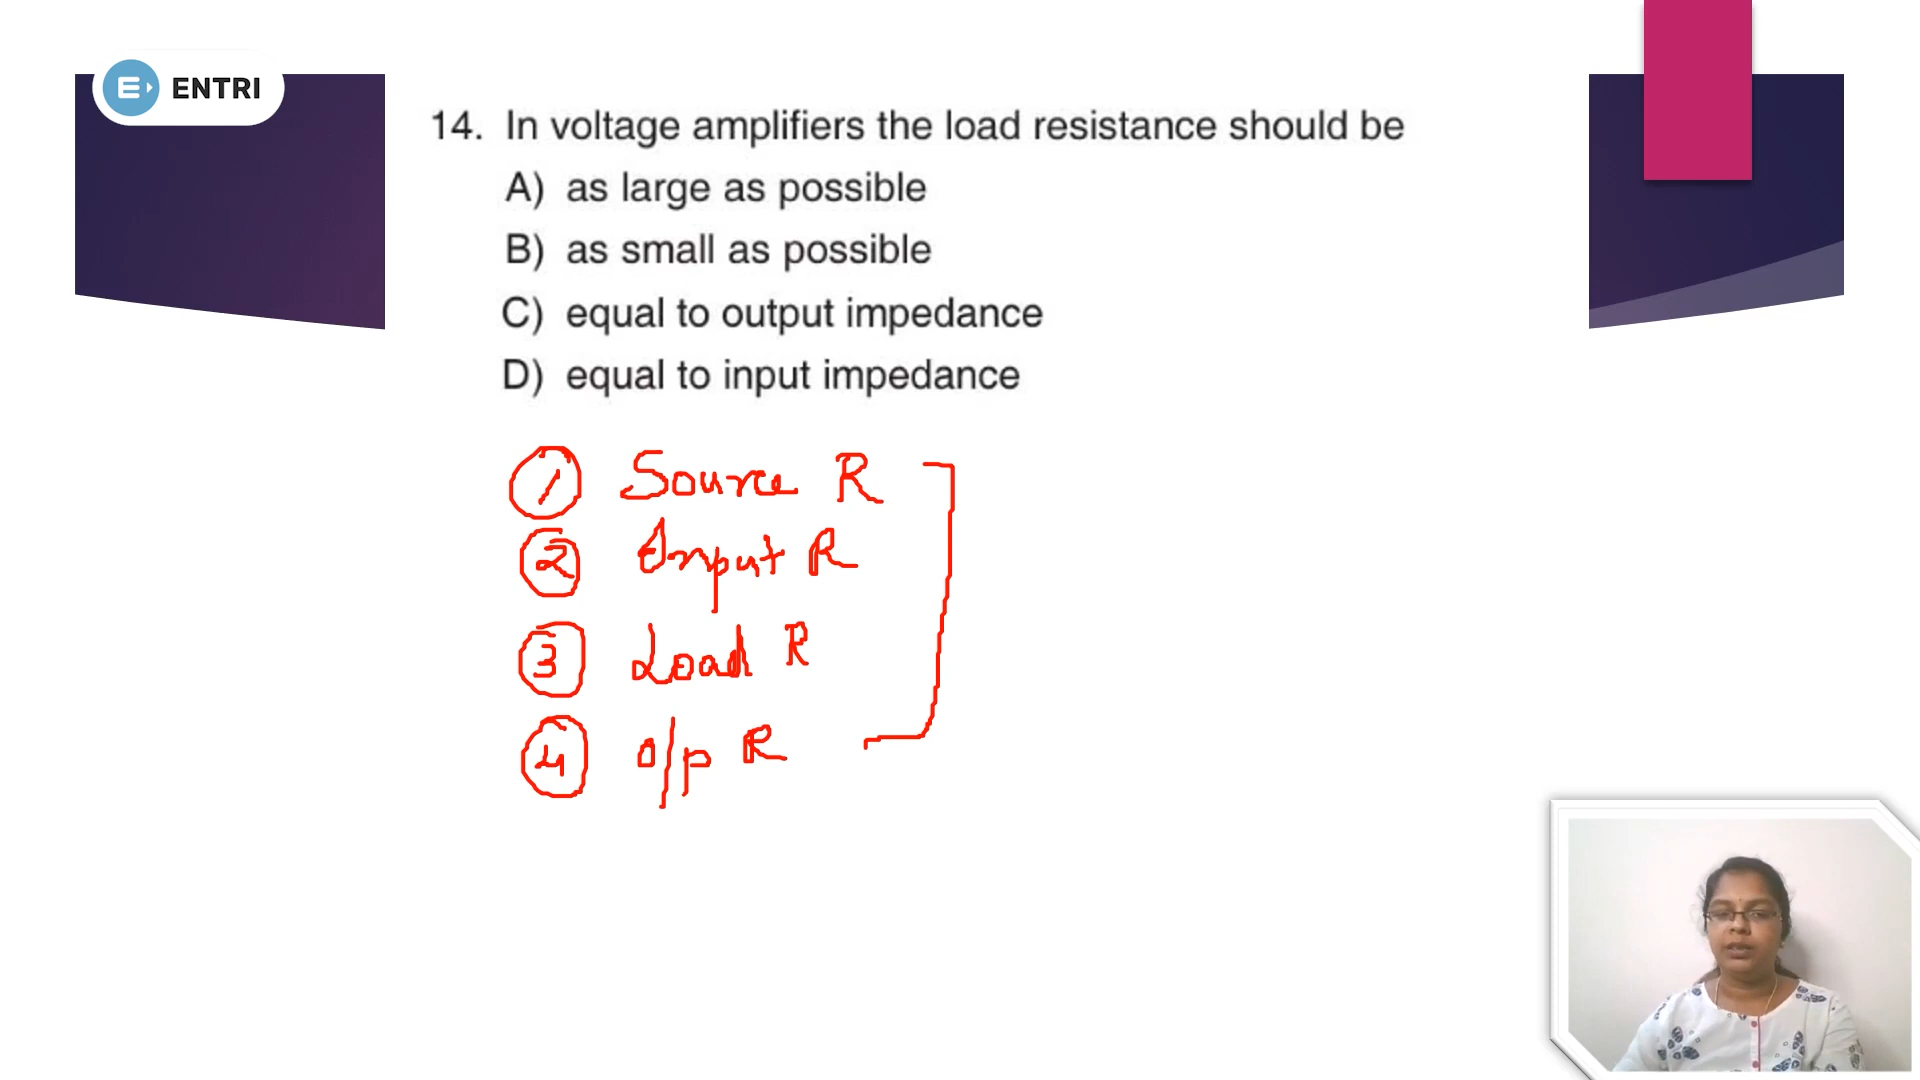 ENTRI
14. In voltage amplifiers the load resistance should be
A) as large as possible
B) as small as possible
C) equal to output impedance
D) equal to input impedance
1 Source R
2 Input R
3 Load R
4 o/p R